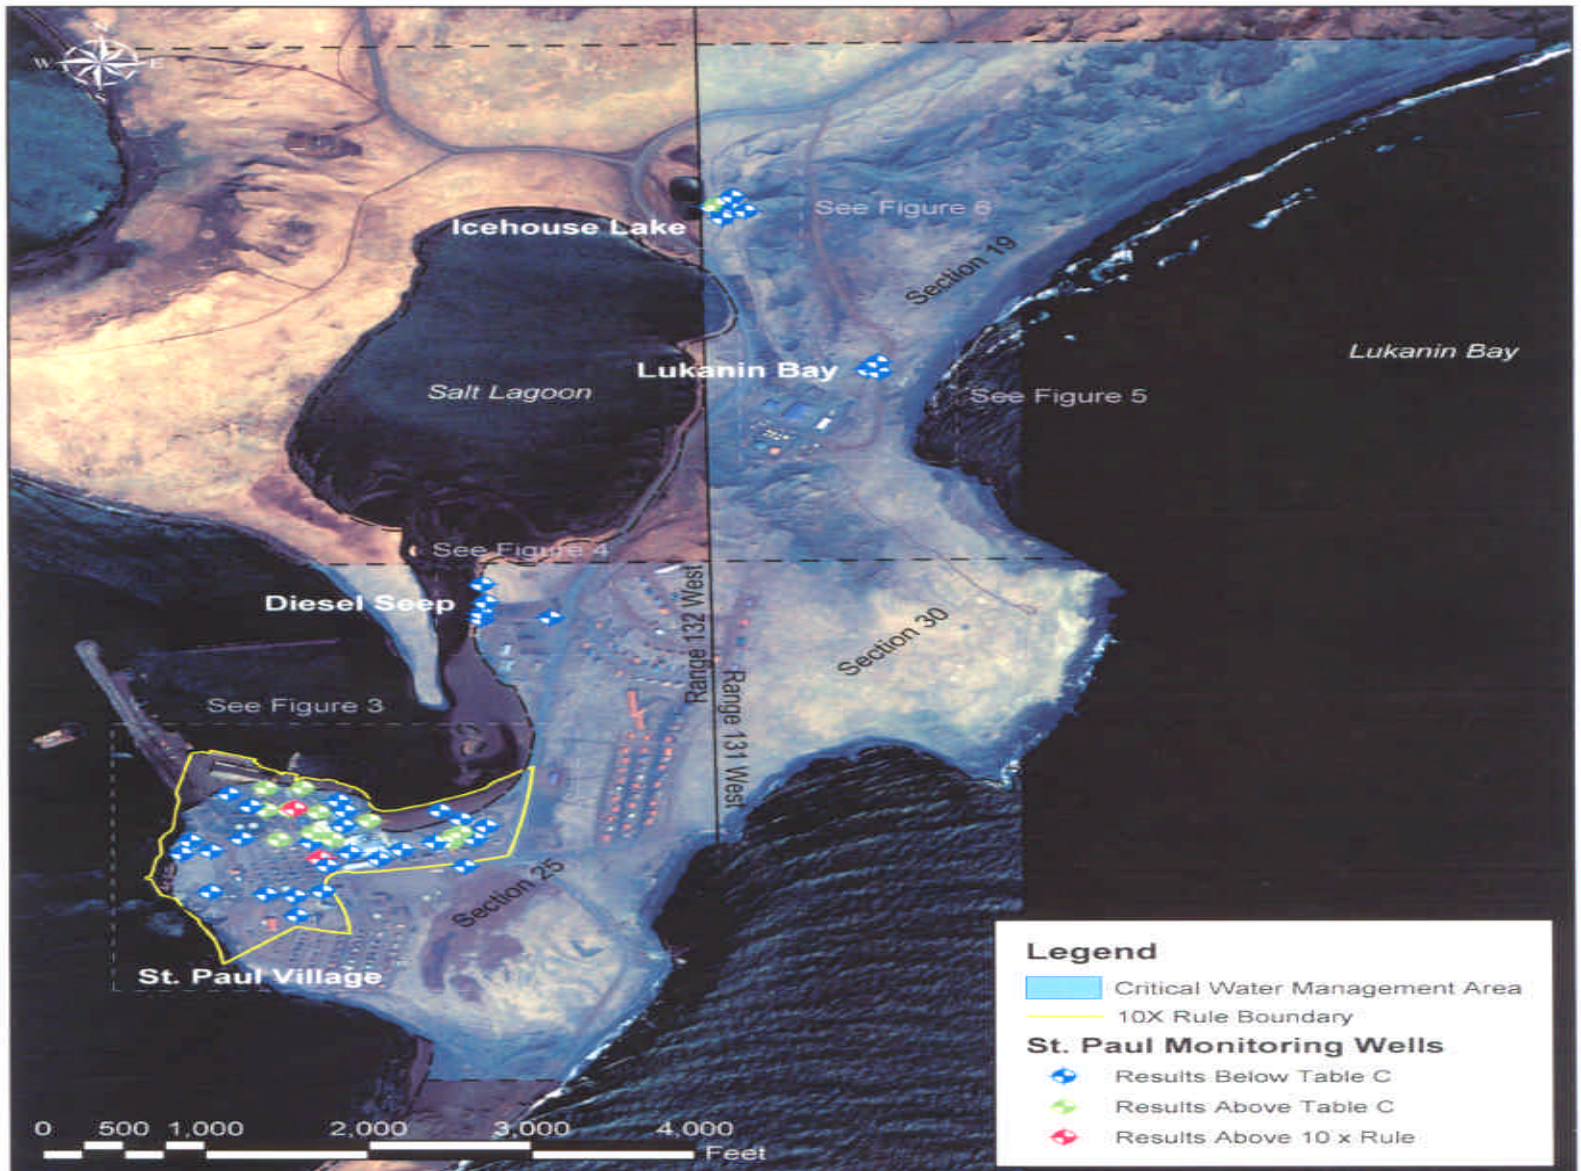 N
W E
S
Icehouse Lake
See Figure 6
Section 19
Lukanin Bay
Lukanin Bay
Salt Lagoon
See Figure 5
See Figure 4
Diesel Seep
Range 132 West
Section 30
Range 131 West
See Figure 3
Section 25
St. Paul Village
Legend
Critical Water Management Area
10X Rule Boundary
St. Paul Monitoring Wells
Results Below Table C
Results Above Table C
Results Above 10 x Rule
0 500 1,000 2,000 3,000 4,000
Feet